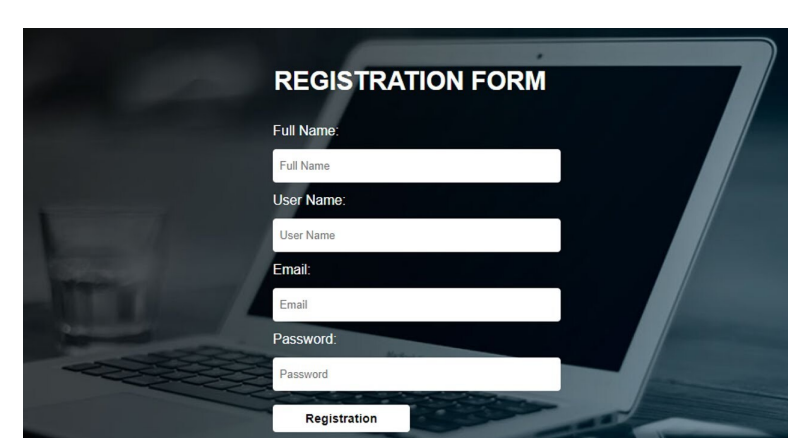 REGISTRATION FORM
Full Name:
Full Name
User Name:
User Name
Email:
Email
Password:
Password
Registration